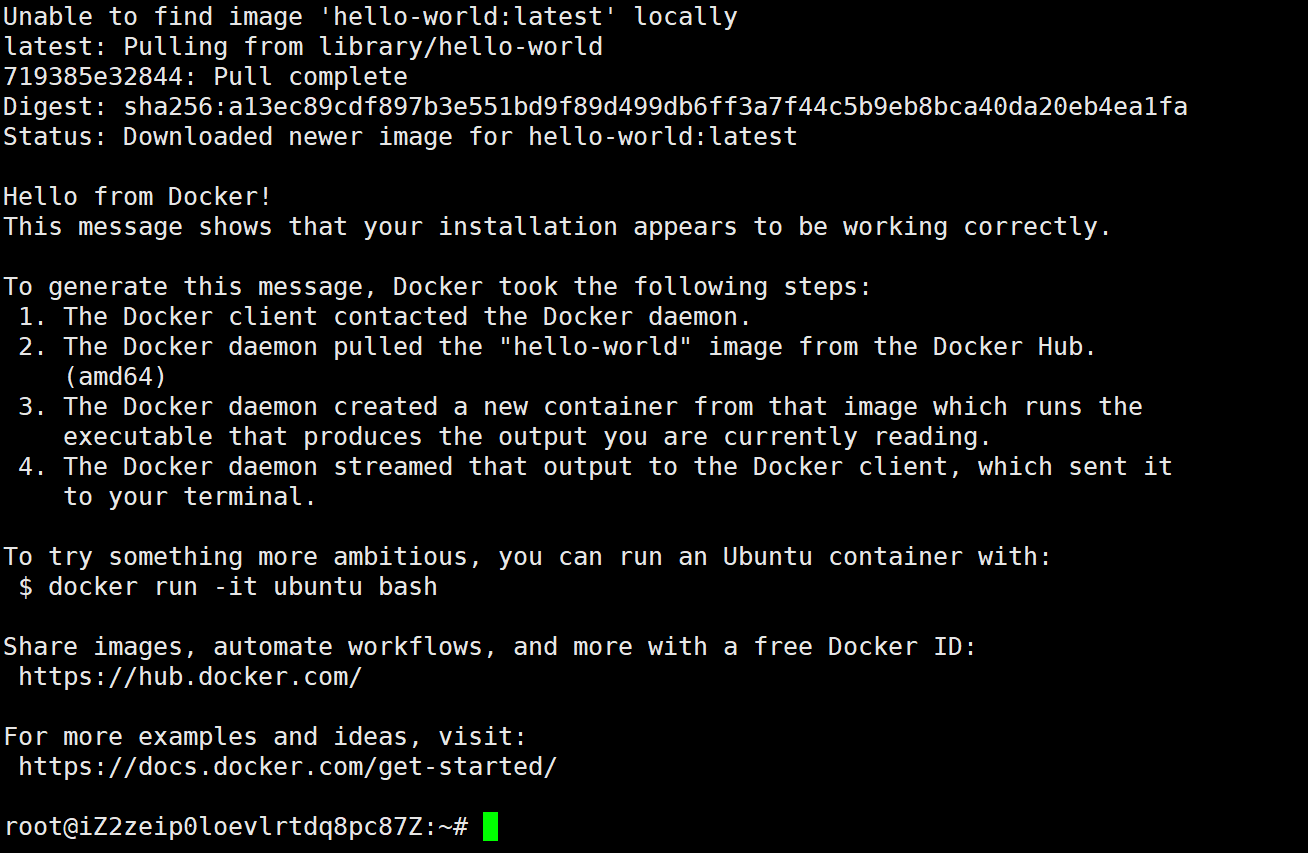 Unable to find image 'hello-world:latest' locally
latest: Pulling from library/hello-world
719385e32844: Pull complete
Digest: sha256:a13ec89cdf897b3e551bd9f89d499db6ff3a7f44c5b9eb8bca40da20eb4ea1fa
Status: Downloaded newer image for hello-world:latest

Hello from Docker!
This message shows that your installation appears to be working correctly.

To generate this message, Docker took the following steps:
 1. The Docker client contacted the Docker daemon.
 2. The Docker daemon pulled the "hello-world" image from the Docker Hub.
    (amd64)
 3. The Docker daemon created a new container from that image which runs the
    executable that produces the output you are currently reading.
 4. The Docker daemon streamed that output to the Docker client, which sent it
    to your terminal.

To try something more ambitious, you can run an Ubuntu container with:
 $ docker run -it ubuntu bash

Share images, automate workflows, and more with a free Docker ID:
 https://hub.docker.com/

For more examples and ideas, visit:
 https://docs.docker.com/get-started/

root@iZ2zeip0loevlrtdq8pc87Z:~#